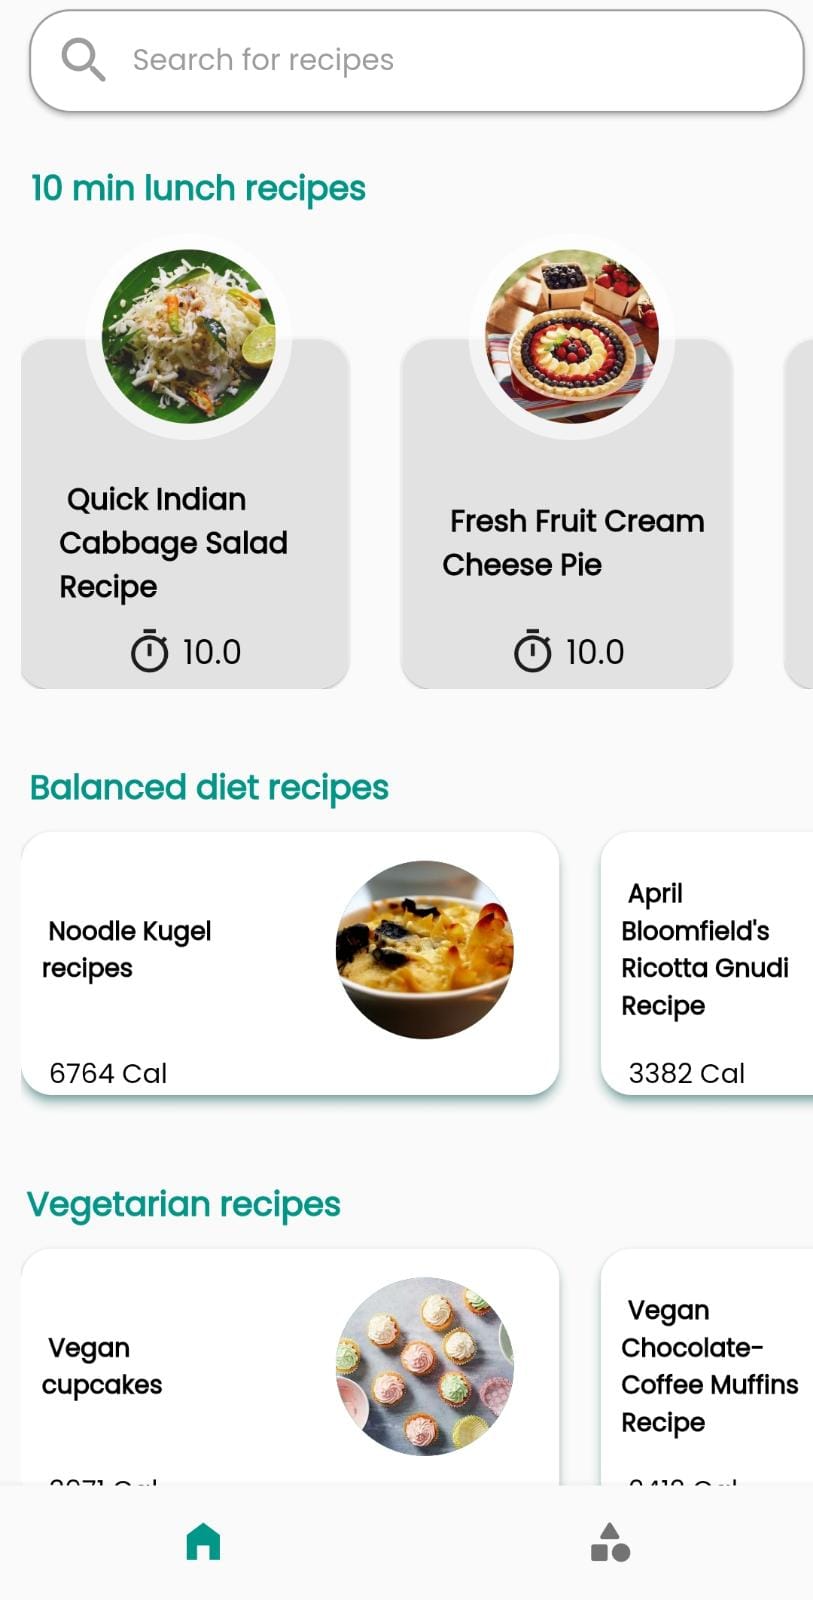 Search for recipes
10 min lunch recipes
Quick Indian
Cabbage Salad
Recipe
10.0
Fresh Fruit Cream
Cheese Pie
10.0
Balanced diet recipes
Noodle Kugel
recipes
6764 Cal
April
Bloomfield's
Ricotta Gnudi
Recipe
3382 Cal
Vegetarian recipes
Vegan
cupcakes
Vegan
Chocolate-
Coffee Muffins
Recipe